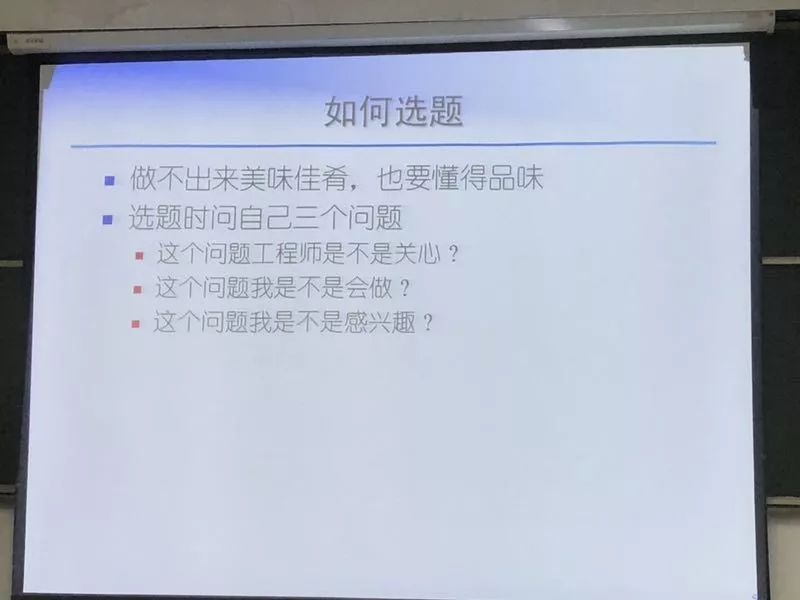 如何选题
做不出来美味佳肴，也要懂得品味
选题时问自己三个问题
这个问题工程师是不是关心？
这个问题我是不是会做？
这个问题我是不是感兴趣？